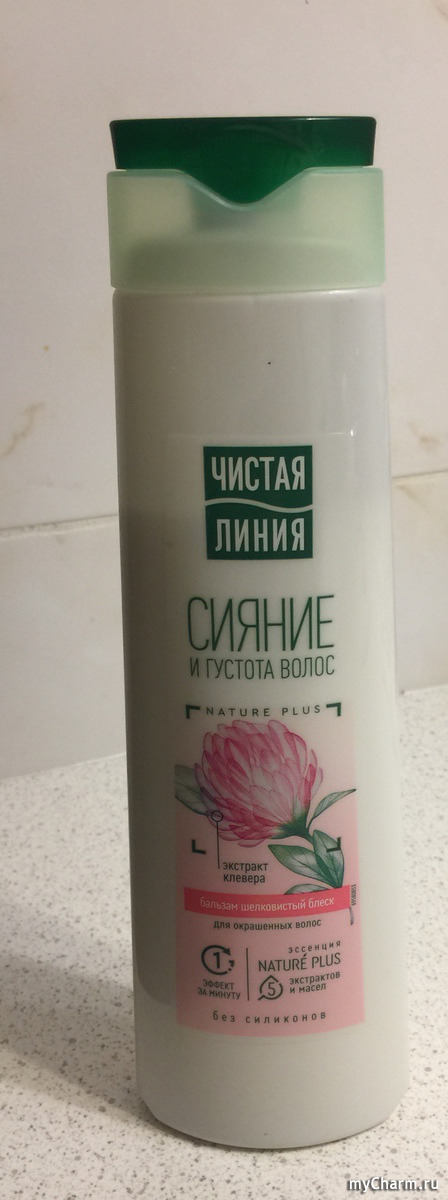 ЧИСТАЯ
ЛИНИЯ
СИЯНИЕ
И ГУСТОТА ВОЛОС
NATURE PLUS
экстракт
клевера
бальзам шелковистый блеск
для окрашенных волос
1
ЭФФЕКТ
ЗА МИНУТУ
эссенция
NATURÉ PLUS
5 экстрактов
и масел
без силиконов
myCharm.ru